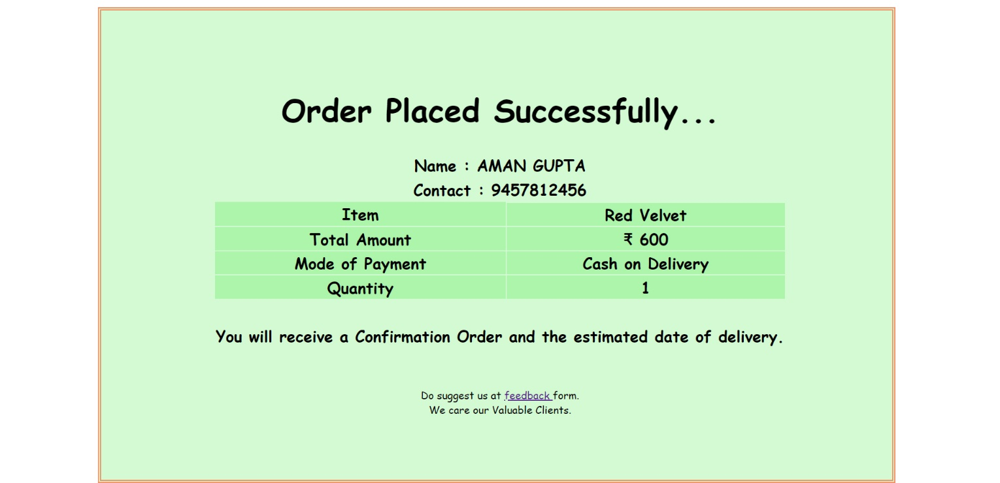 Order Placed Successfully...
Name : AMAN GUPTA
Contact : 9457812456
Item Red Velvet
Total Amount ₹ 600
Mode of Payment Cash on Delivery
Quantity 1
You will receive a Confirmation Order and the estimated date of delivery.
Do suggest us at feedback form.
We care our Valuable Clients.